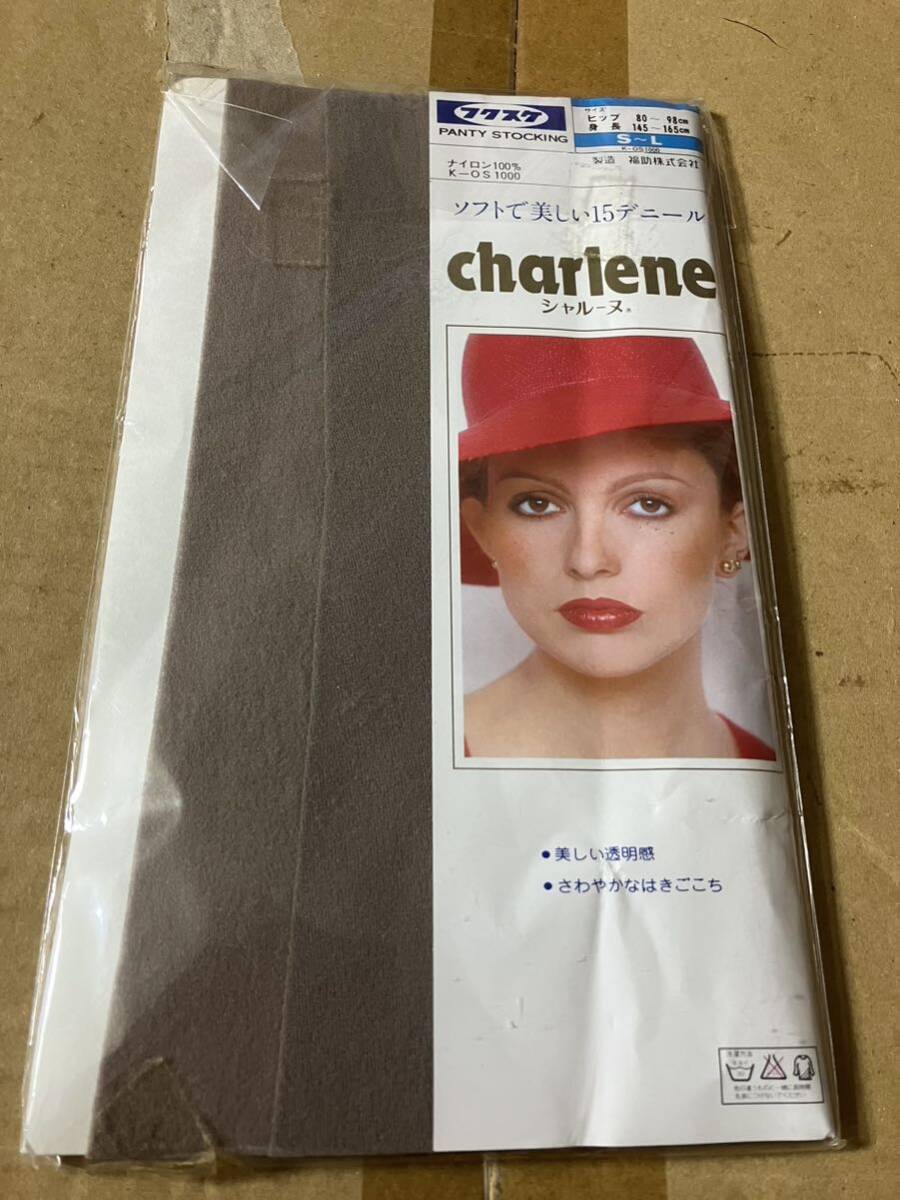 フクスケ
PANTY STOCKING
サイズ
ヒップ 80～98cm
身長 145～165cm
S～L
K-OS1000
ナイロン100%
K-OS1000
製造 福助株式会社
ソフトで美しい15デニール
charlene
シャルーヌ®
●美しい透明感
●さわやかなはきごこち